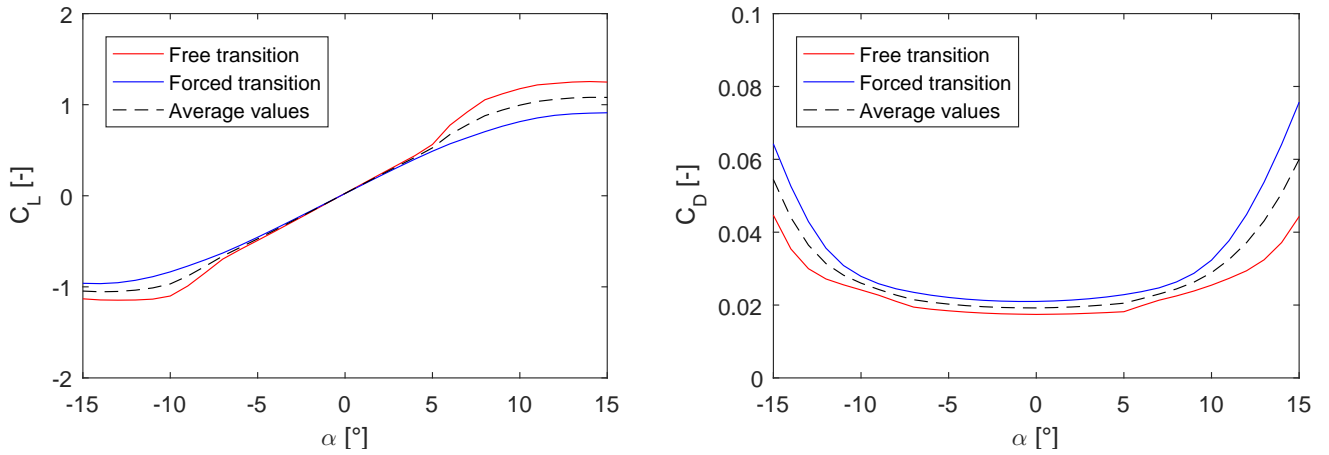 2
1
0
-1
-2
C_L [-]
Free transition
Forced transition
Average values
-15 -10 -5 0 5 10 15
α [°]
0.1
0.08
0.06
0.04
0.02
0
C_D [-]
Free transition
Forced transition
Average values
-15 -10 -5 0 5 10 15
α [°]